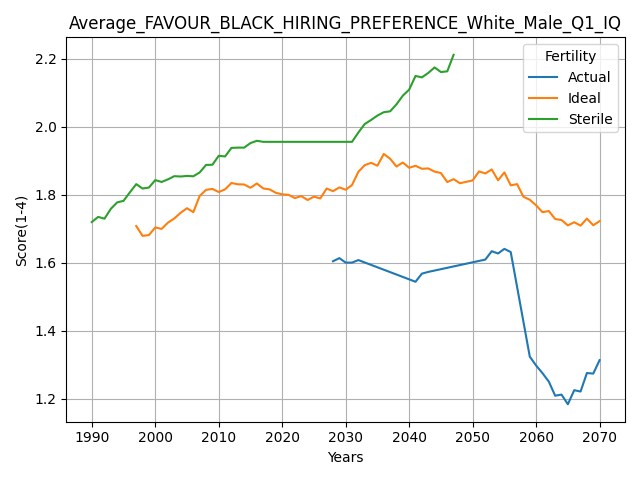 Average_FAVOUR_BLACK_HIRING_PREFERENCE_White_Male_Q1_IQ
Fertility
Actual
Ideal
Sterile
Score(1-4)
2.2
2.0
1.8
1.6
1.4
1.2
1990 2000 2010 2020 2030 2040 2050 2060 2070
Years